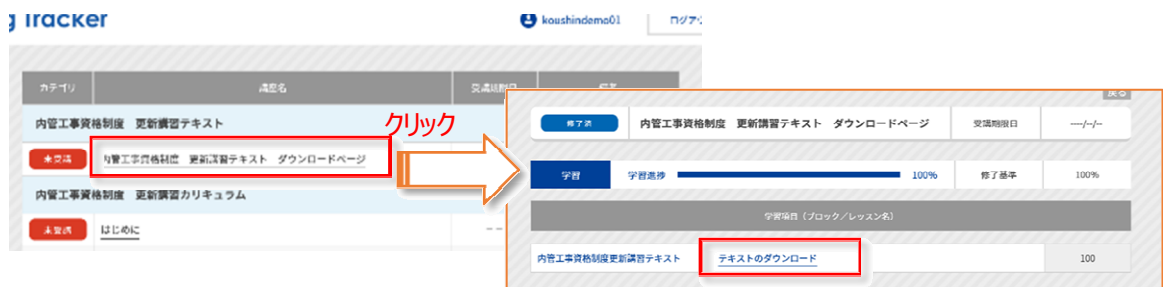 Tracker
koushindemo01
カテゴリ 講座名
内管工事資格制度 更新講習テキスト
未受講 内管工事資格制度 更新講習テキスト ダウンロードページ
内管工事資格制度 更新講習カリキュラム
未受講 はじめに --
クリック
戻る
修了済 内管工事資格制度 更新講習テキスト ダウンロードページ 受講期限日 ----/--/--
学習 学習進捗 100% 修了基準 100%
学習項目（ブロック／レッスン名）
内管工事資格制度更新講習テキスト テキストのダウンロード 100